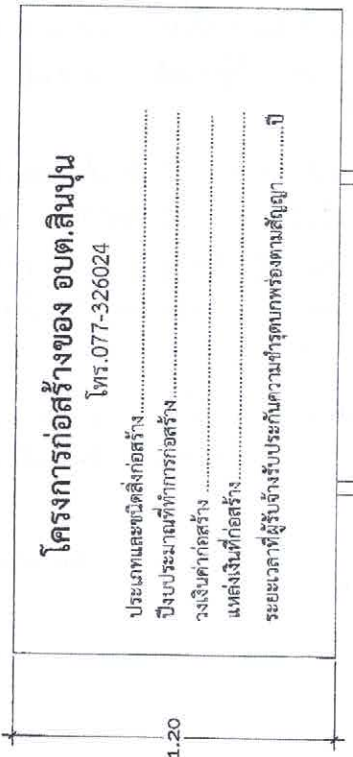 โครงการก่อสร้างของ อบต.สินปุน
โทร.077-326024
ประเภทและชนิดสิ่งก่อสร้าง....................................................
ปีงบประมาณที่ทำการก่อสร้าง....................................................
วงเงินค่าก่อสร้าง ....................................................
แหล่งเงินที่ก่อสร้าง....................................................
ระยะเวลาที่ผู้รับจ้างรับประกันความชำรุดบกพร่องตามสัญญา............ปี
1.20